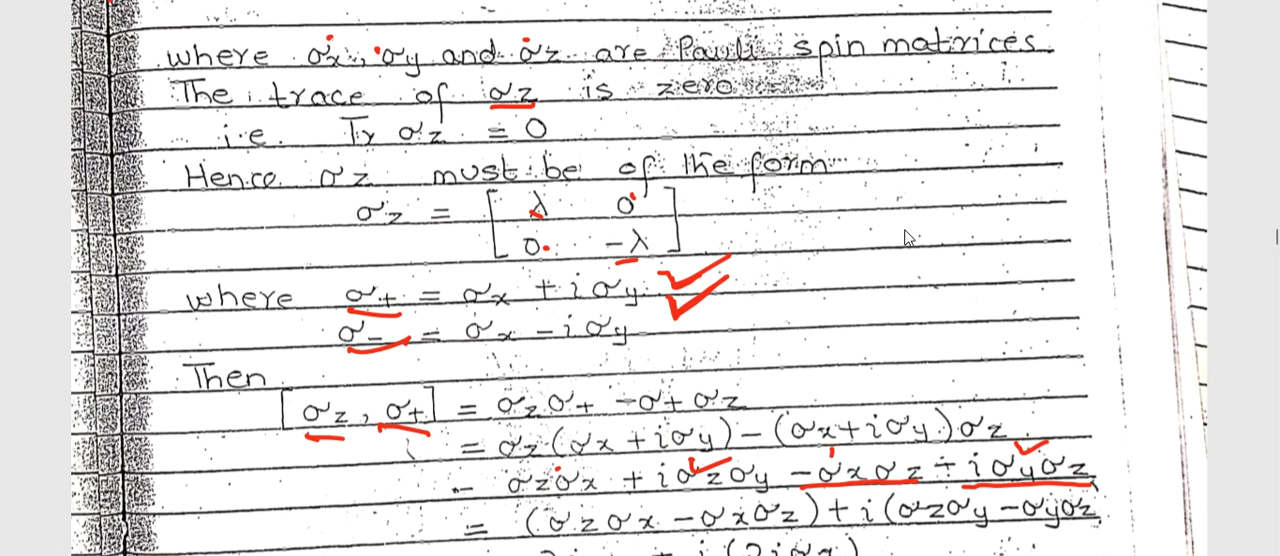 where σx, σy and σz are Pauli spin matrices.
The trace of σz is zero
i.e. Tr σz = 0
Hence σz must be of the form
σz = [ λ 0
0 -λ ]
where σ+ = σx + iσy
σ- = σx - iσy
Then
[σz, σ+] = σzσ+ - σ+σz
= σz(σx + iσy) - (σx + iσy)σz
= σzσx + iσzσy - σxσz - iσyσz
= (σzσx - σxσz) + i(σzσy - σyσz)